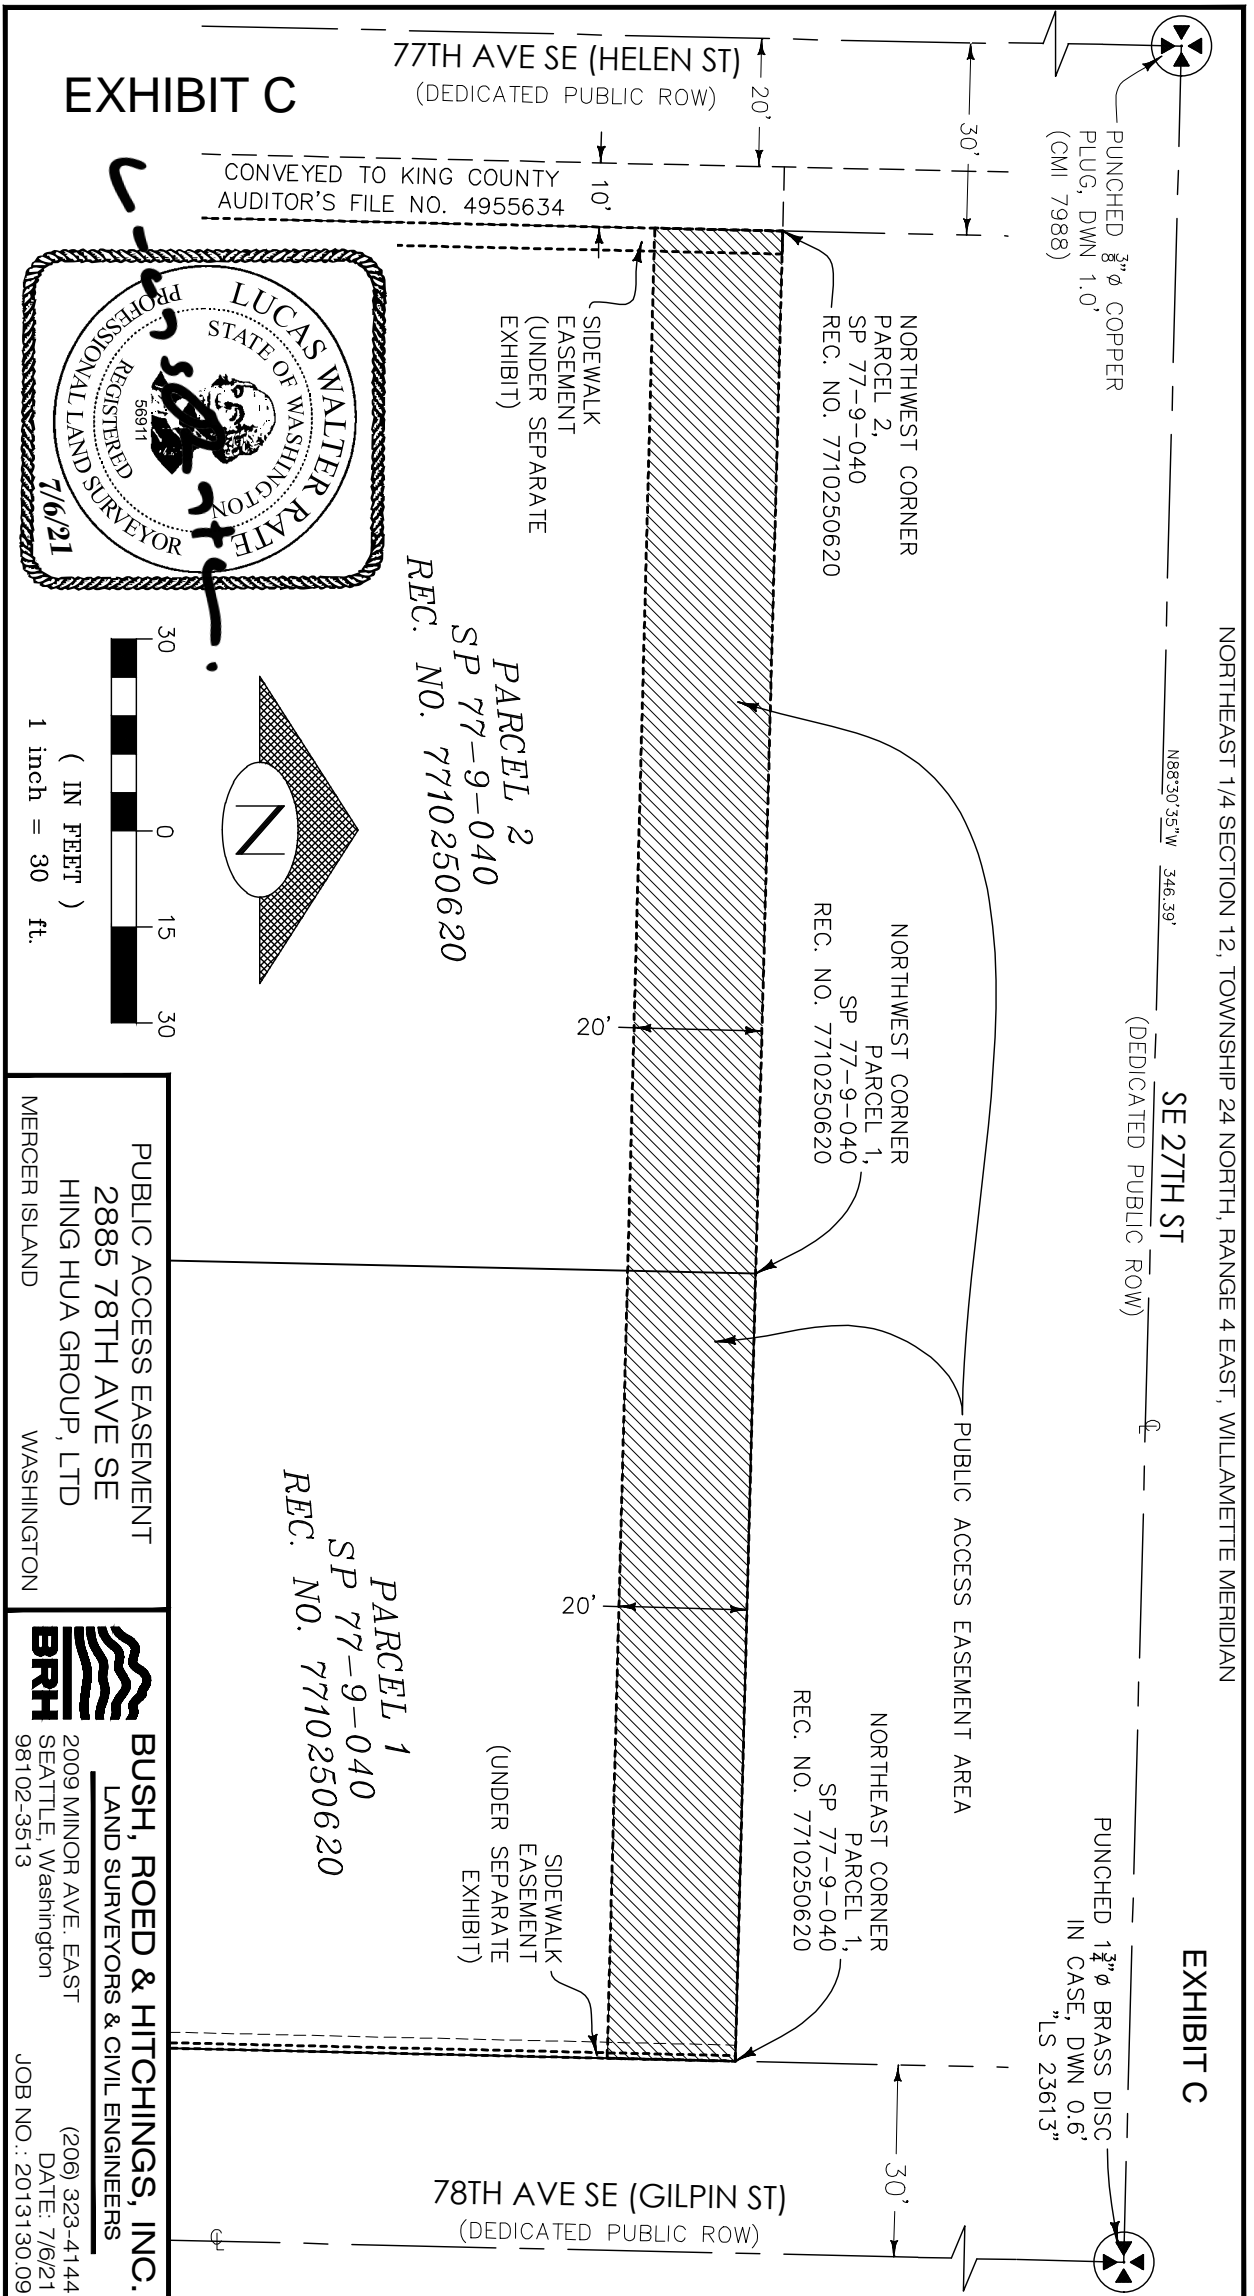 NORTHEAST 1/4 SECTION 12, TOWNSHIP 24 NORTH, RANGE 4 EAST, WILLAMETTE MERIDIAN
EXHIBIT C
PUNCHED 3/8"Ø COPPER
PLUG, DWN 1.0'
(CMI 7988)
N88°30'35"W 346.39'
SE 27TH ST
(DEDICATED PUBLIC ROW)
℄
PUNCHED 1 3/4"Ø BRASS DISC
IN CASE, DWN 0.6'
"LS 23613"
77TH AVE SE (HELEN ST)
(DEDICATED PUBLIC ROW)
30'
20'
10'
CONVEYED TO KING COUNTY
AUDITOR'S FILE NO. 4955634
NORTHWEST CORNER
PARCEL 2,
SP 77-9-040
REC. NO. 7710250620
NORTHWEST CORNER
PARCEL 1,
SP 77-9-040
REC. NO. 7710250620
PUBLIC ACCESS EASEMENT AREA
NORTHEAST CORNER
PARCEL 1,
SP 77-9-040
REC. NO. 7710250620
30'
20'
20'
SIDEWALK
EASEMENT
(UNDER SEPARATE
EXHIBIT)
PARCEL 2
SP 77-9-040
REC. NO. 7710250620
PARCEL 1
SP 77-9-040
REC. NO. 7710250620
SIDEWALK
EASEMENT
(UNDER SEPARATE
EXHIBIT)
78TH AVE SE (GILPIN ST)
(DEDICATED PUBLIC ROW)
℄
EXHIBIT C
LUCAS WALTER RATE
STATE OF WASHINGTON
56911
REGISTERED
PROFESSIONAL LAND SURVEYOR
7/6/21
N
30 0 15 30
( IN FEET )
1 inch = 30 ft.
PUBLIC ACCESS EASEMENT
2885 78TH AVE SE
HING HUA GROUP, LTD
MERCER ISLAND WASHINGTON
BRH
BUSH, ROED & HITCHINGS, INC.
LAND SURVEYORS & CIVIL ENGINEERS
2009 MINOR AVE. EAST (206) 323-4144
SEATTLE, Washington DATE: 7/6/21
98102-3513 JOB NO.: 2013130.09